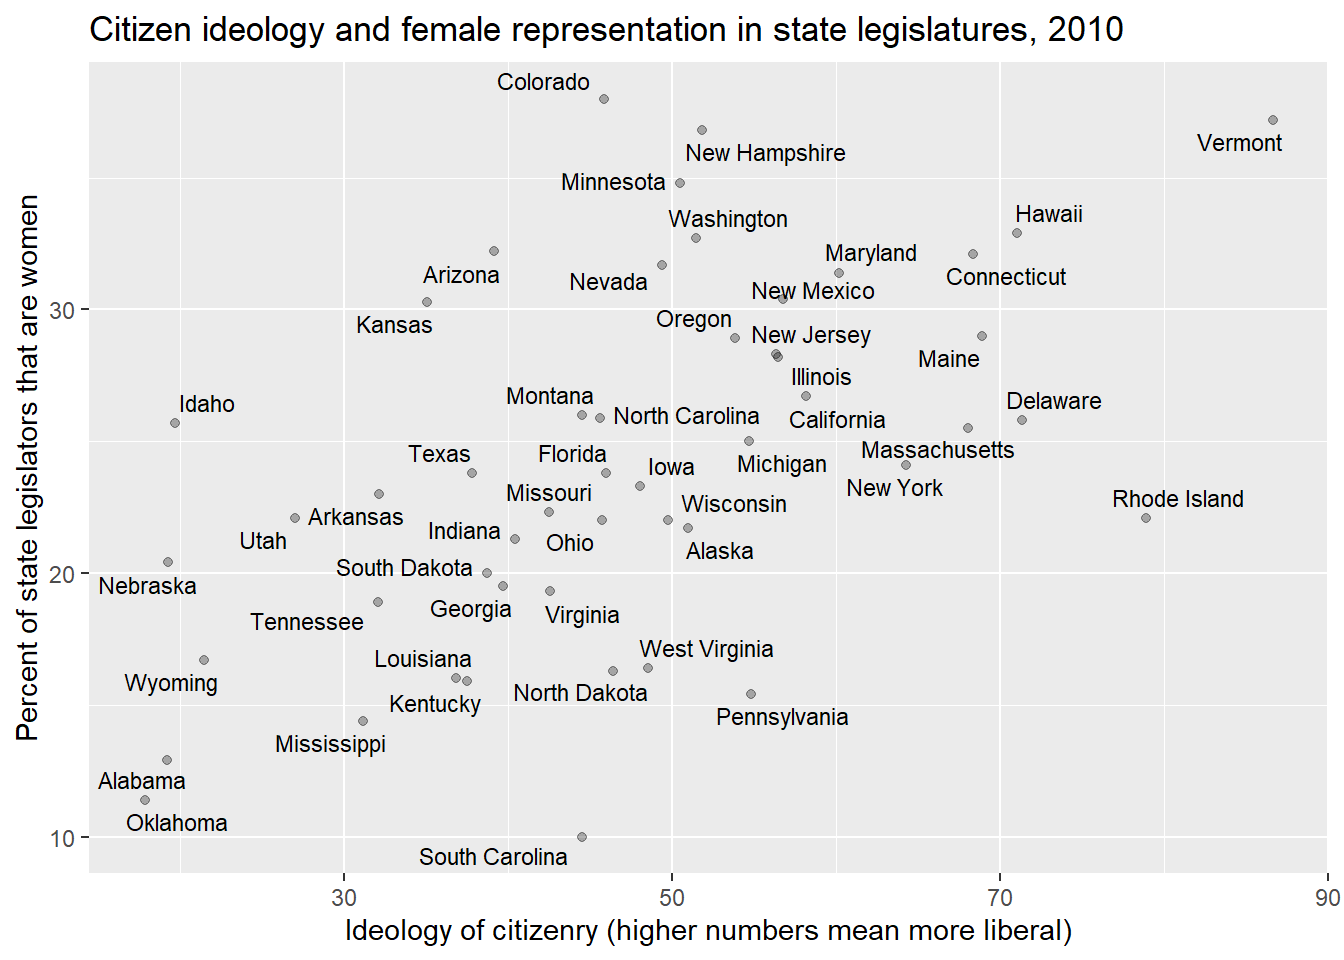 Citizen ideology and female representation in state legislatures, 2010
Colorado
Vermont
New Hampshire
Minnesota
Hawaii
Washington
Maryland
Arizona
Connecticut
Nevada
New Mexico
30
Oregon
Kansas
New Jersey
Maine
Illinois
Montana
Delaware
Idaho
North Carolina
California
Texas
Florida
Massachusetts
Iowa
Michigan
New York
Missouri
Rhode Island
Wisconsin
Arkansas
Indiana
Utah
Ohio
Alaska
South Dakota
20
Nebraska
Georgia
Virginia
Tennessee
West Virginia
Louisiana
Wyoming
North Dakota
Kentucky
Pennsylvania
Mississippi
Alabama
Oklahoma
10
South Carolina
Percent of state legislators that are women
30 50 70 90
Ideology of citizenry (higher numbers mean more liberal)